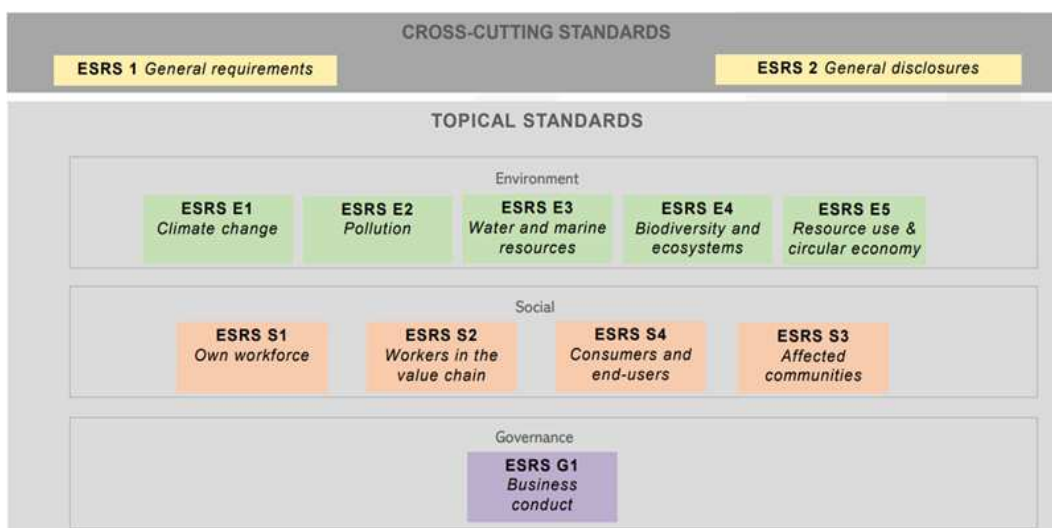 CROSS-CUTTING STANDARDS
ESRS 1 General requirements
ESRS 2 General disclosures
TOPICAL STANDARDS
Environment
ESRS E1
Climate change
ESRS E2
Pollution
ESRS E3
Water and marine
resources
ESRS E4
Biodiversity and
ecosystems
ESRS E5
Resource use &
circular economy
Social
ESRS S1
Own workforce
ESRS S2
Workers in the
value chain
ESRS S4
Consumers and
end-users
ESRS S3
Affected
communities
Governance
ESRS G1
Business
conduct